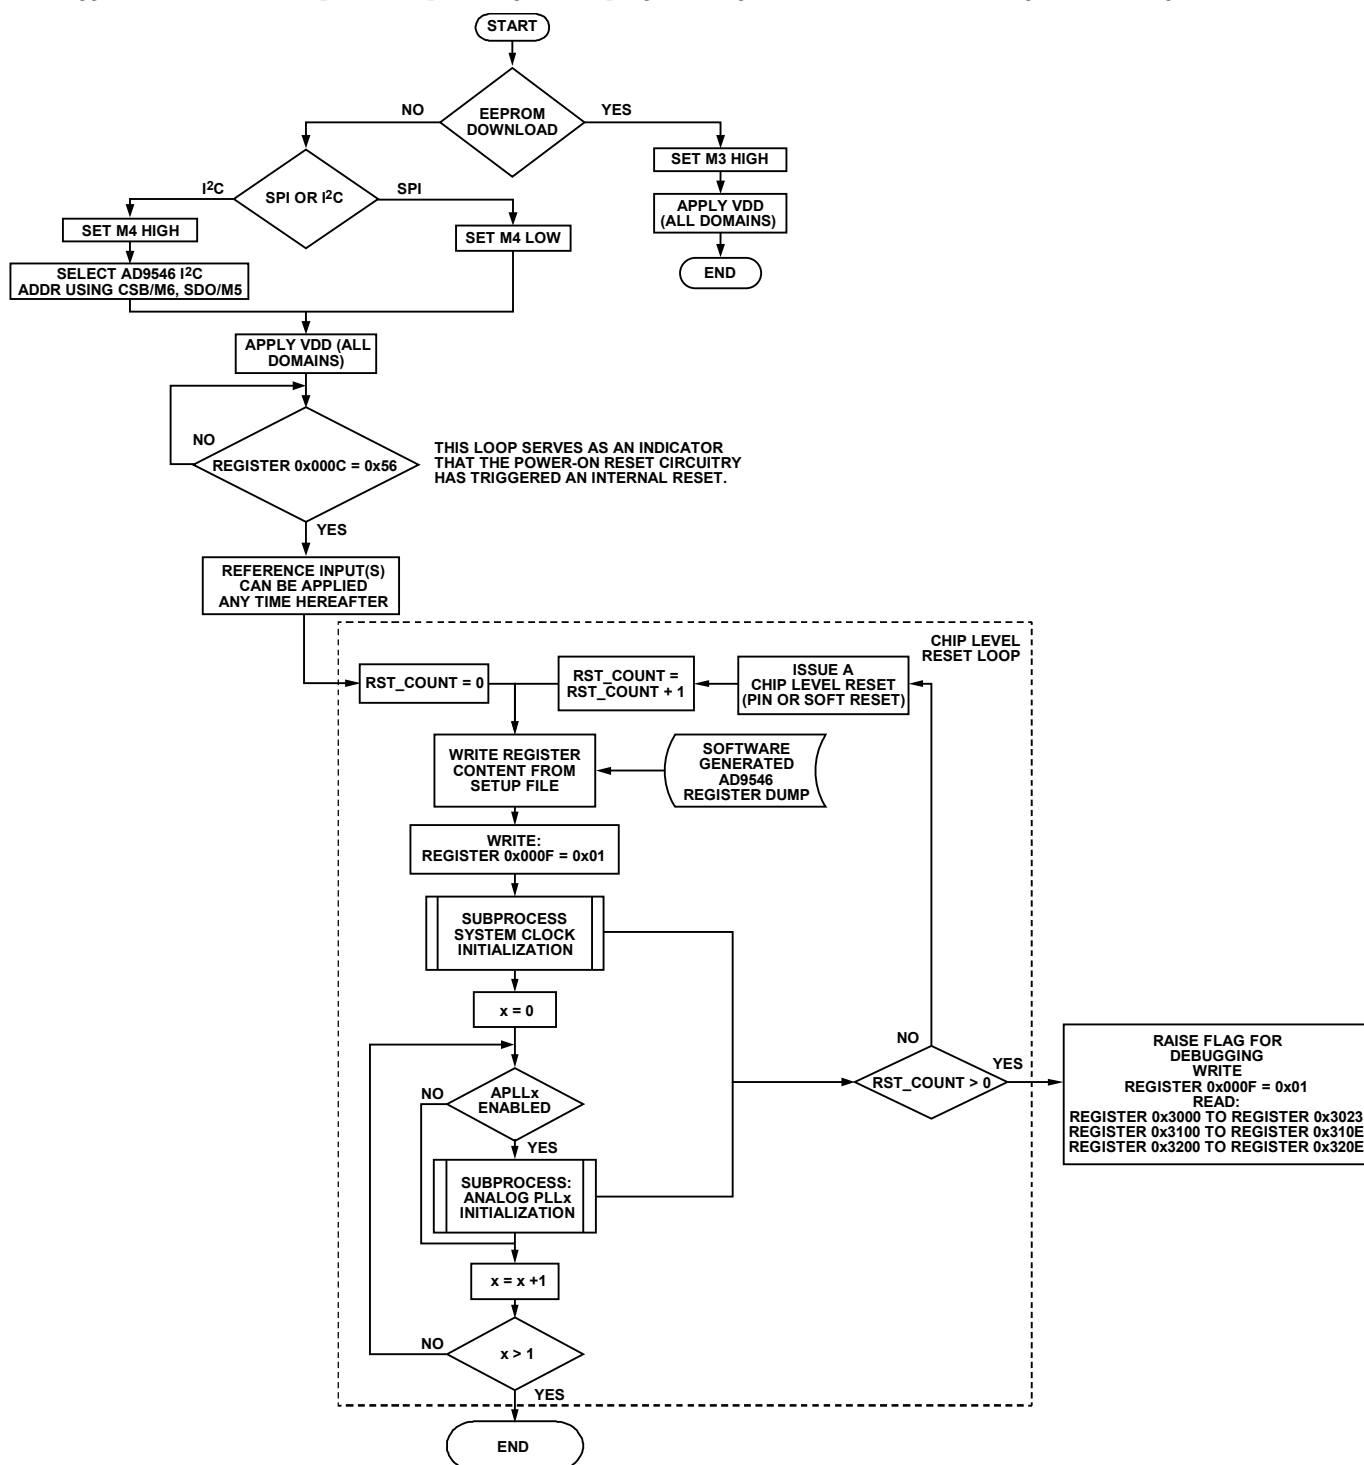 START
EEPROM
DOWNLOAD
NO
YES
SET M3 HIGH
APPLY VDD
(ALL DOMAINS)
END
SPI OR I²C
I²C
SPI
SET M4 HIGH
SET M4 LOW
SELECT AD9546 I²C
ADDR USING CSB/M6, SDO/M5
APPLY VDD (ALL
DOMAINS)
NO
REGISTER 0x000C = 0x56
YES
THIS LOOP SERVES AS AN INDICATOR
THAT THE POWER-ON RESET CIRCUITRY
HAS TRIGGERED AN INTERNAL RESET.
REFERENCE INPUT(S)
CAN BE APPLIED
ANY TIME HEREAFTER
CHIP LEVEL
RESET LOOP
RST_COUNT = 0
RST_COUNT =
RST_COUNT + 1
ISSUE A
CHIP LEVEL RESET
(PIN OR SOFT RESET)
WRITE REGISTER
CONTENT FROM
SETUP FILE
SOFTWARE
GENERATED
AD9546
REGISTER DUMP
WRITE:
REGISTER 0x000F = 0x01
SUBPROCESS
SYSTEM CLOCK
INITIALIZATION
x = 0
NO
APLLx
ENABLED
YES
SUBPROCESS:
ANALOG PLLx
INITIALIZATION
x = x +1
NO
x > 1
YES
END
NO
RST_COUNT > 0
YES
RAISE FLAG FOR
DEBUGGING
WRITE
REGISTER 0x000F = 0x01
READ:
REGISTER 0x3000 TO REGISTER 0x3023
REGISTER 0x3100 TO REGISTER 0x310E
REGISTER 0x3200 TO REGISTER 0x320E